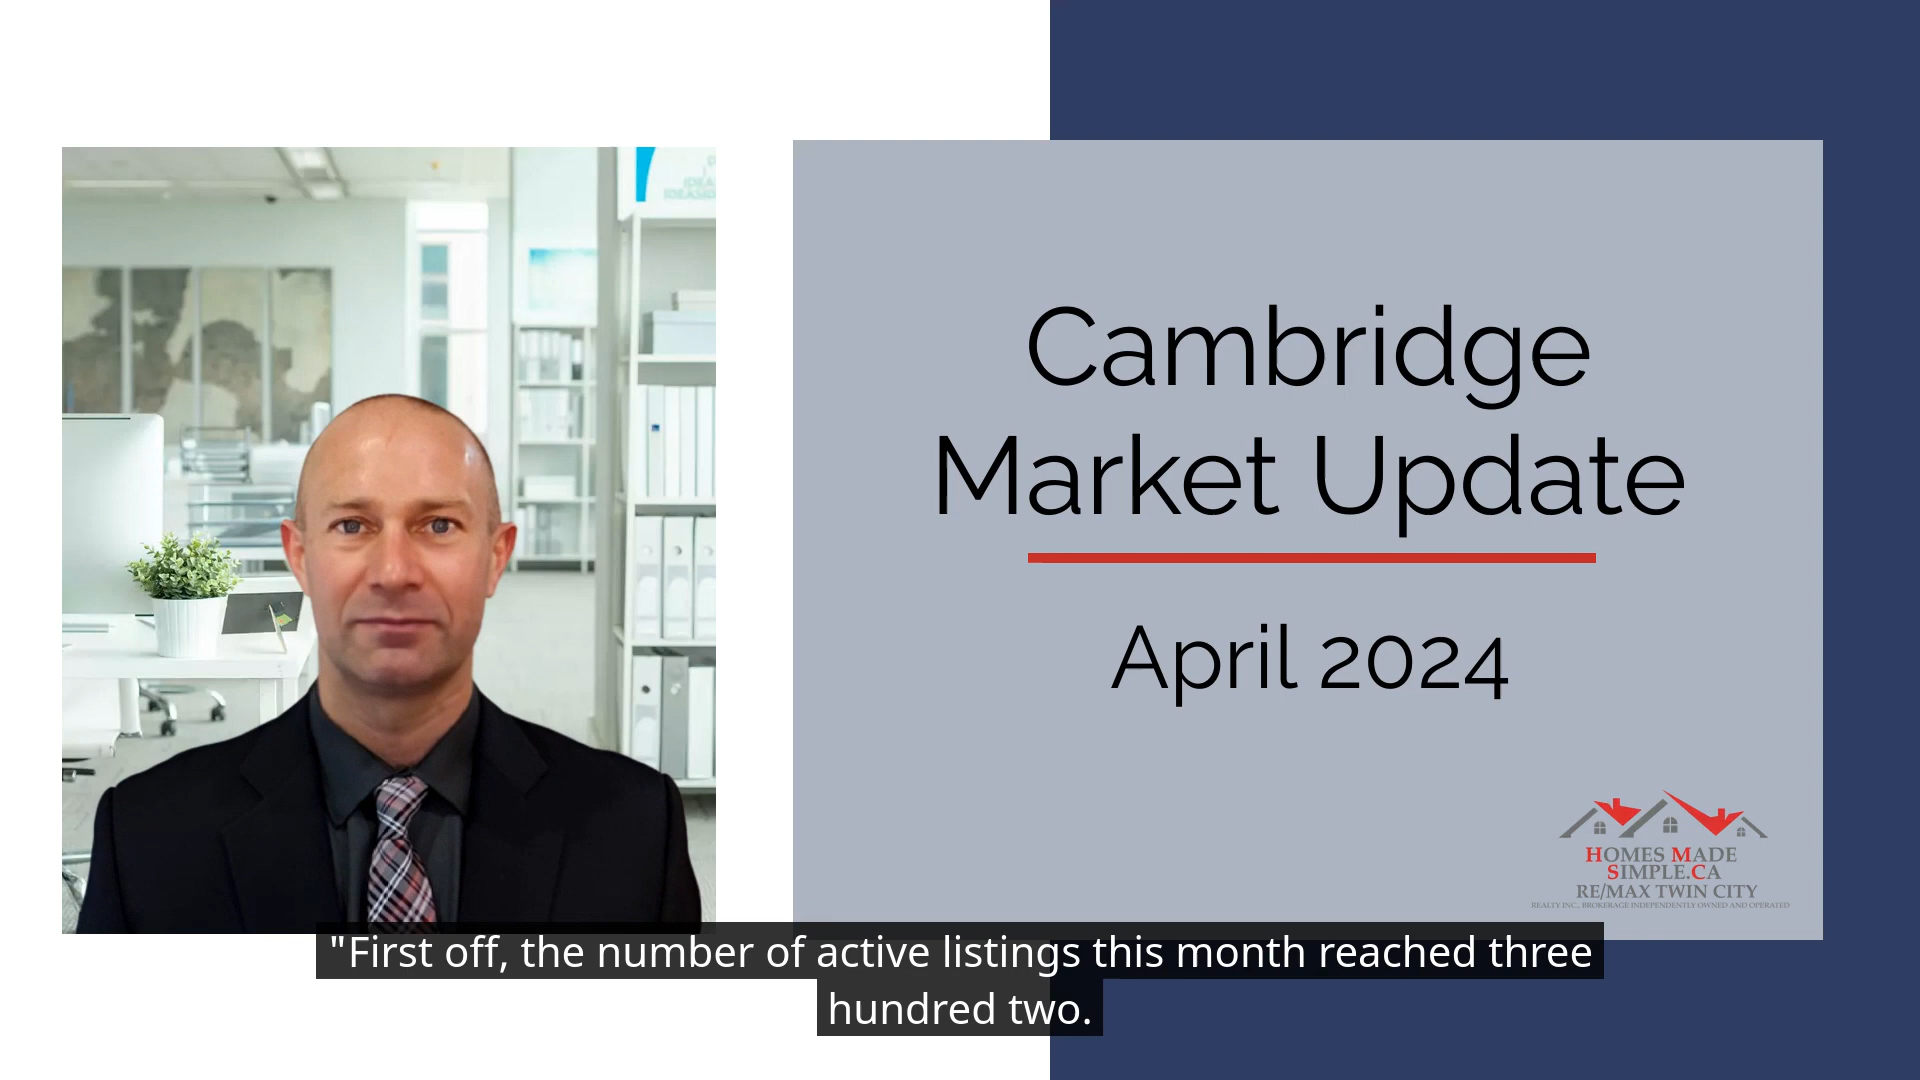 Cambridge
Market Update
April 2024
HOMES MADE
SIMPLE.CA
RE/MAX TWIN CITY
REALTY INC., BROKERAGE INDEPENDENTLY OWNED AND OPERATED
"First off, the number of active listings this month reached three
hundred two.